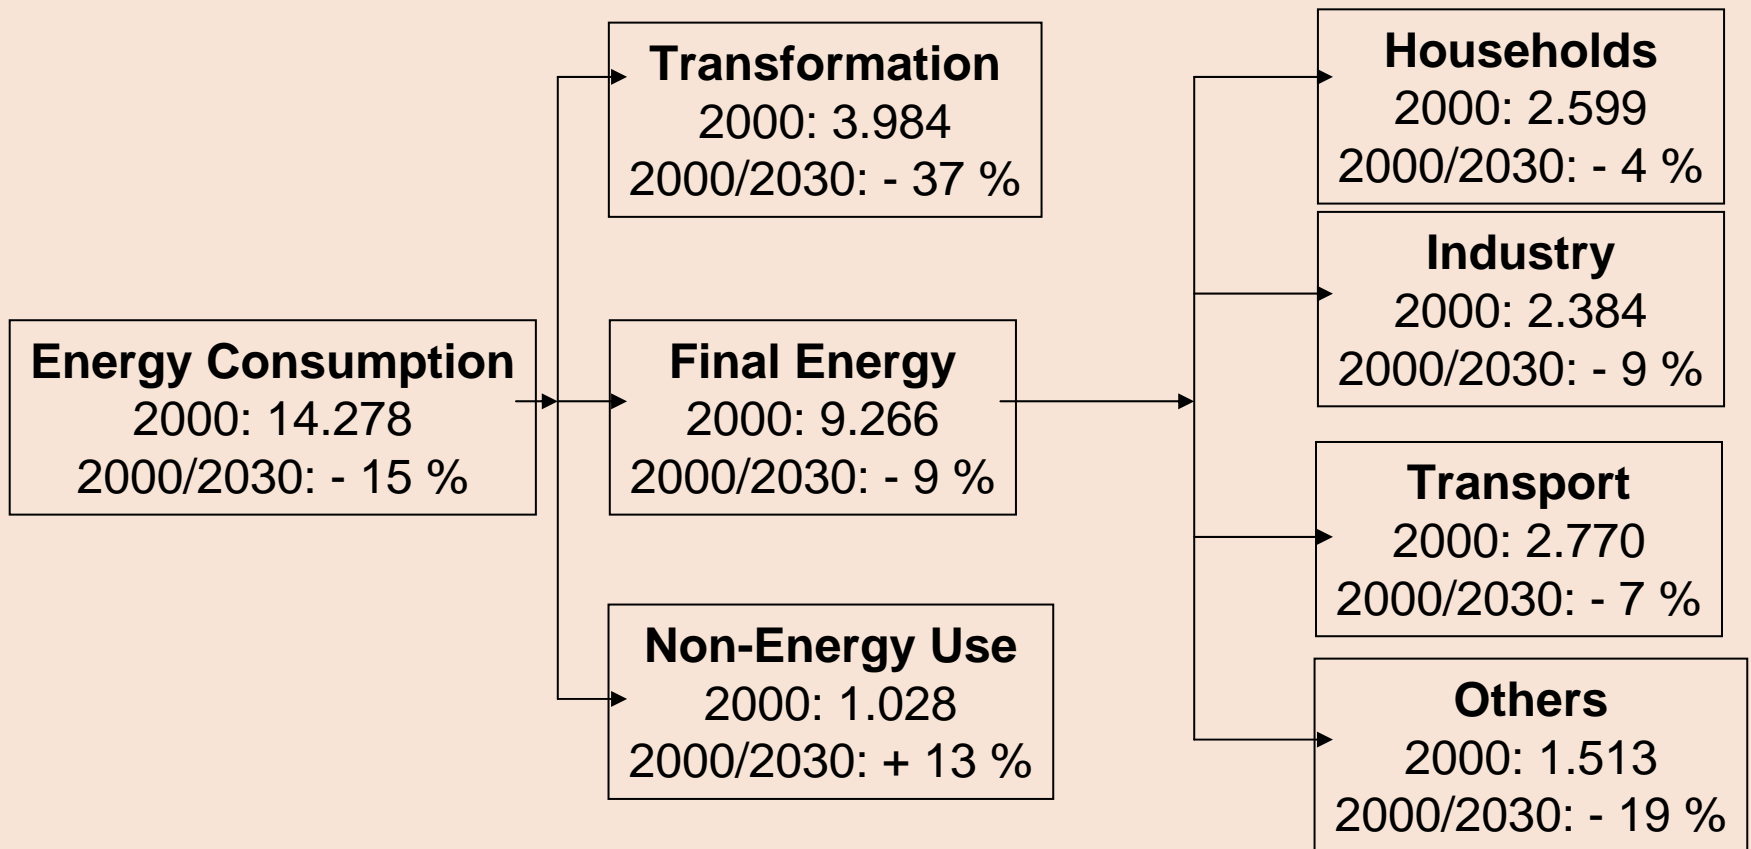 Energy Consumption
2000: 14.278
2000/2030: - 15 %
Transformation
2000: 3.984
2000/2030: - 37 %
Final Energy
2000: 9.266
2000/2030: - 9 %
Non-Energy Use
2000: 1.028
2000/2030: + 13 %
Households
2000: 2.599
2000/2030: - 4 %
Industry
2000: 2.384
2000/2030: - 9 %
Transport
2000: 2.770
2000/2030: - 7 %
Others
2000: 1.513
2000/2030: - 19 %